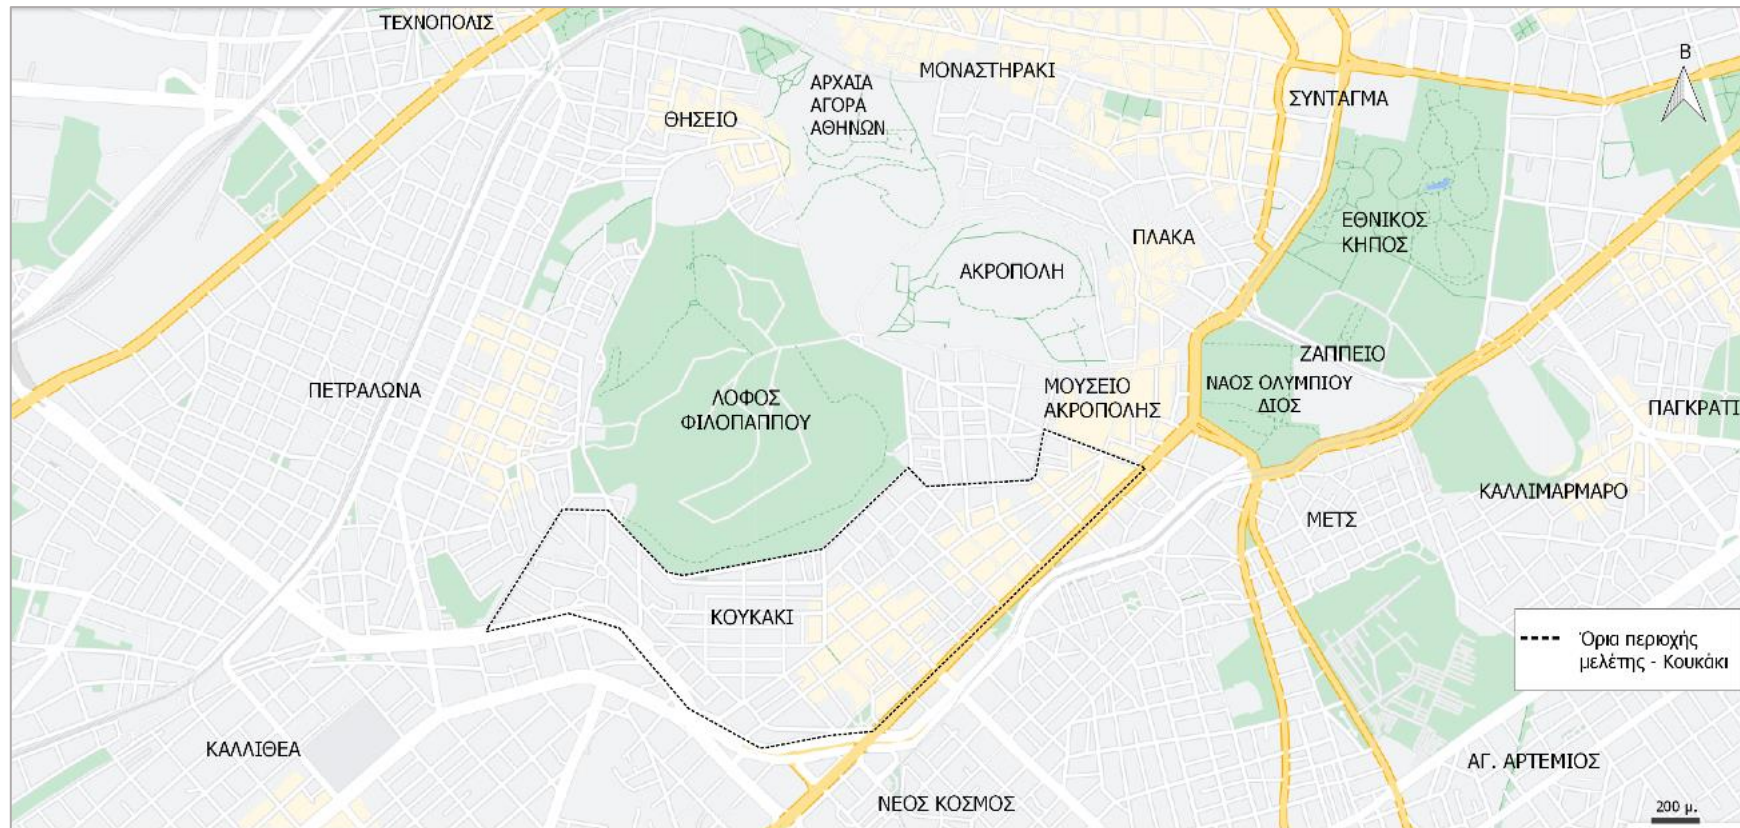 ΤΕΧΝΟΠΟΛΙΣ
ΜΟΝΑΣΤΗΡΑΚΙ
Β
ΑΡΧΑΙΑ
ΑΓΟΡΑ
ΑΘΗΝΩΝ
ΣΥΝΤΑΓΜΑ
ΘΗΣΕΙΟ
ΕΘΝΙΚΟΣ
ΚΗΠΟΣ
ΠΛΑΚΑ
ΑΚΡΟΠΟΛΗ
ΖΑΠΠΕΙΟ
ΠΕΤΡΑΛΩΝΑ
ΛΟΦΟΣ
ΦΙΛΟΠΑΠΠΟΥ
ΜΟΥΣΕΙΟ
ΑΚΡΟΠΟΛΗΣ
ΝΑΟΣ ΟΛΥΜΠΙΟΥ
ΔΙΟΣ
ΠΑΓΚΡΑΤΙ
ΚΑΛΛΙΜΑΡΜΑΡΟ
ΜΕΤΣ
ΚΟΥΚΑΚΙ
Όρια περιοχής
μελέτης - Κουκάκι
ΚΑΛΛΙΘΕΑ
ΑΓ. ΑΡΤΕΜΙΟΣ
ΝΕΟΣ ΚΟΣΜΟΣ
200 μ.